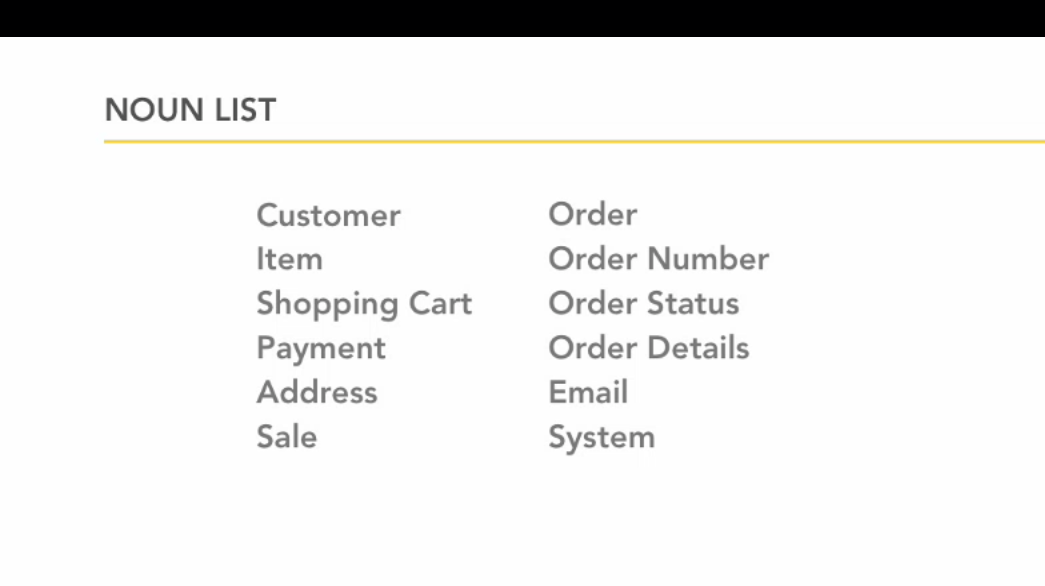 NOUN LIST
Customer
Item
Shopping Cart
Payment
Address
Sale
Order
Order Number
Order Status
Order Details
Email
System